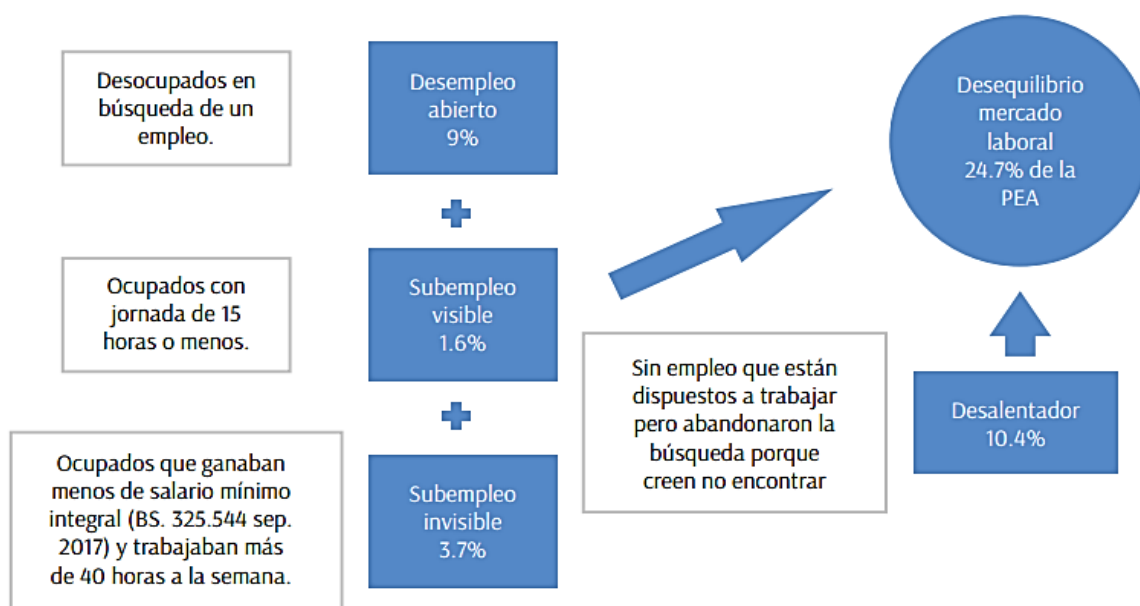 Desocupados en
búsqueda de un
empleo.
Desempleo
abierto
9%
Desequilibrio
mercado
laboral
24.7% de la
PEA
Ocupados con
jornada de 15
horas o menos.
Subempleo
visible
1.6%
Sin empleo que están
dispuestos a trabajar
pero abandonaron la
búsqueda porque
creen no encontrar
Desalentador
10.4%
Ocupados que ganaban
menos de salario mínimo
integral (BS. 325.544 sep.
2017) y trabajaban más
de 40 horas a la semana.
Subempleo
invisible
3.7%